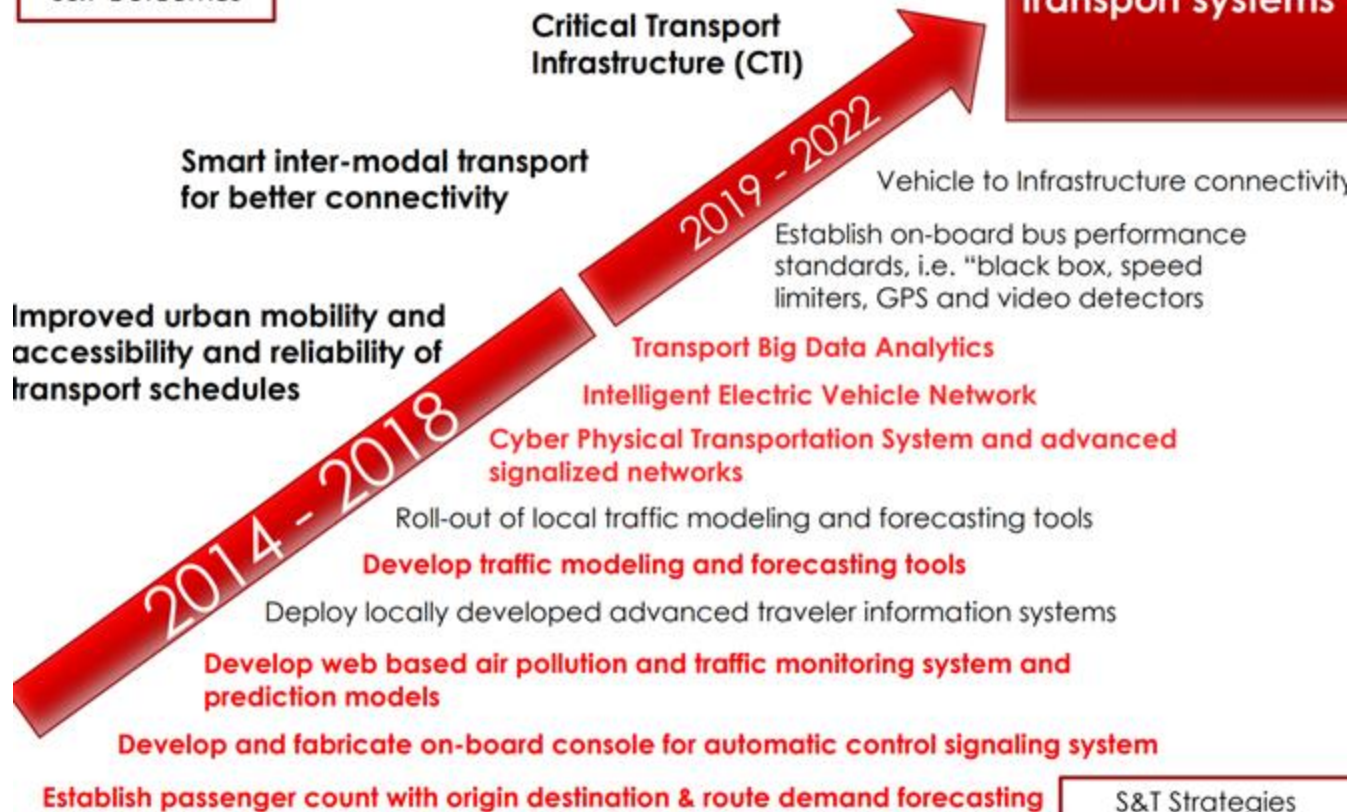 S&T Outcomes
transport systems
Critical Transport
Infrastructure (CTI)
2019 - 2022
Smart inter-modal transport
for better connectivity
Vehicle to Infrastructure connectivity
Establish on-board bus performance
standards, i.e. “black box, speed
limiters, GPS and video detectors
Improved urban mobility and
accessibility and reliability of
transport schedules
Transport Big Data Analytics
Intelligent Electric Vehicle Network
2014 - 2018
Cyber Physical Transportation System and advanced
signalized networks
Roll-out of local traffic modeling and forecasting tools
Develop traffic modeling and forecasting tools
Deploy locally developed advanced traveler information systems
Develop web based air pollution and traffic monitoring system and
prediction models
Develop and fabricate on-board console for automatic control signaling system
Establish passenger count with origin destination & route demand forecasting
S&T Strategies